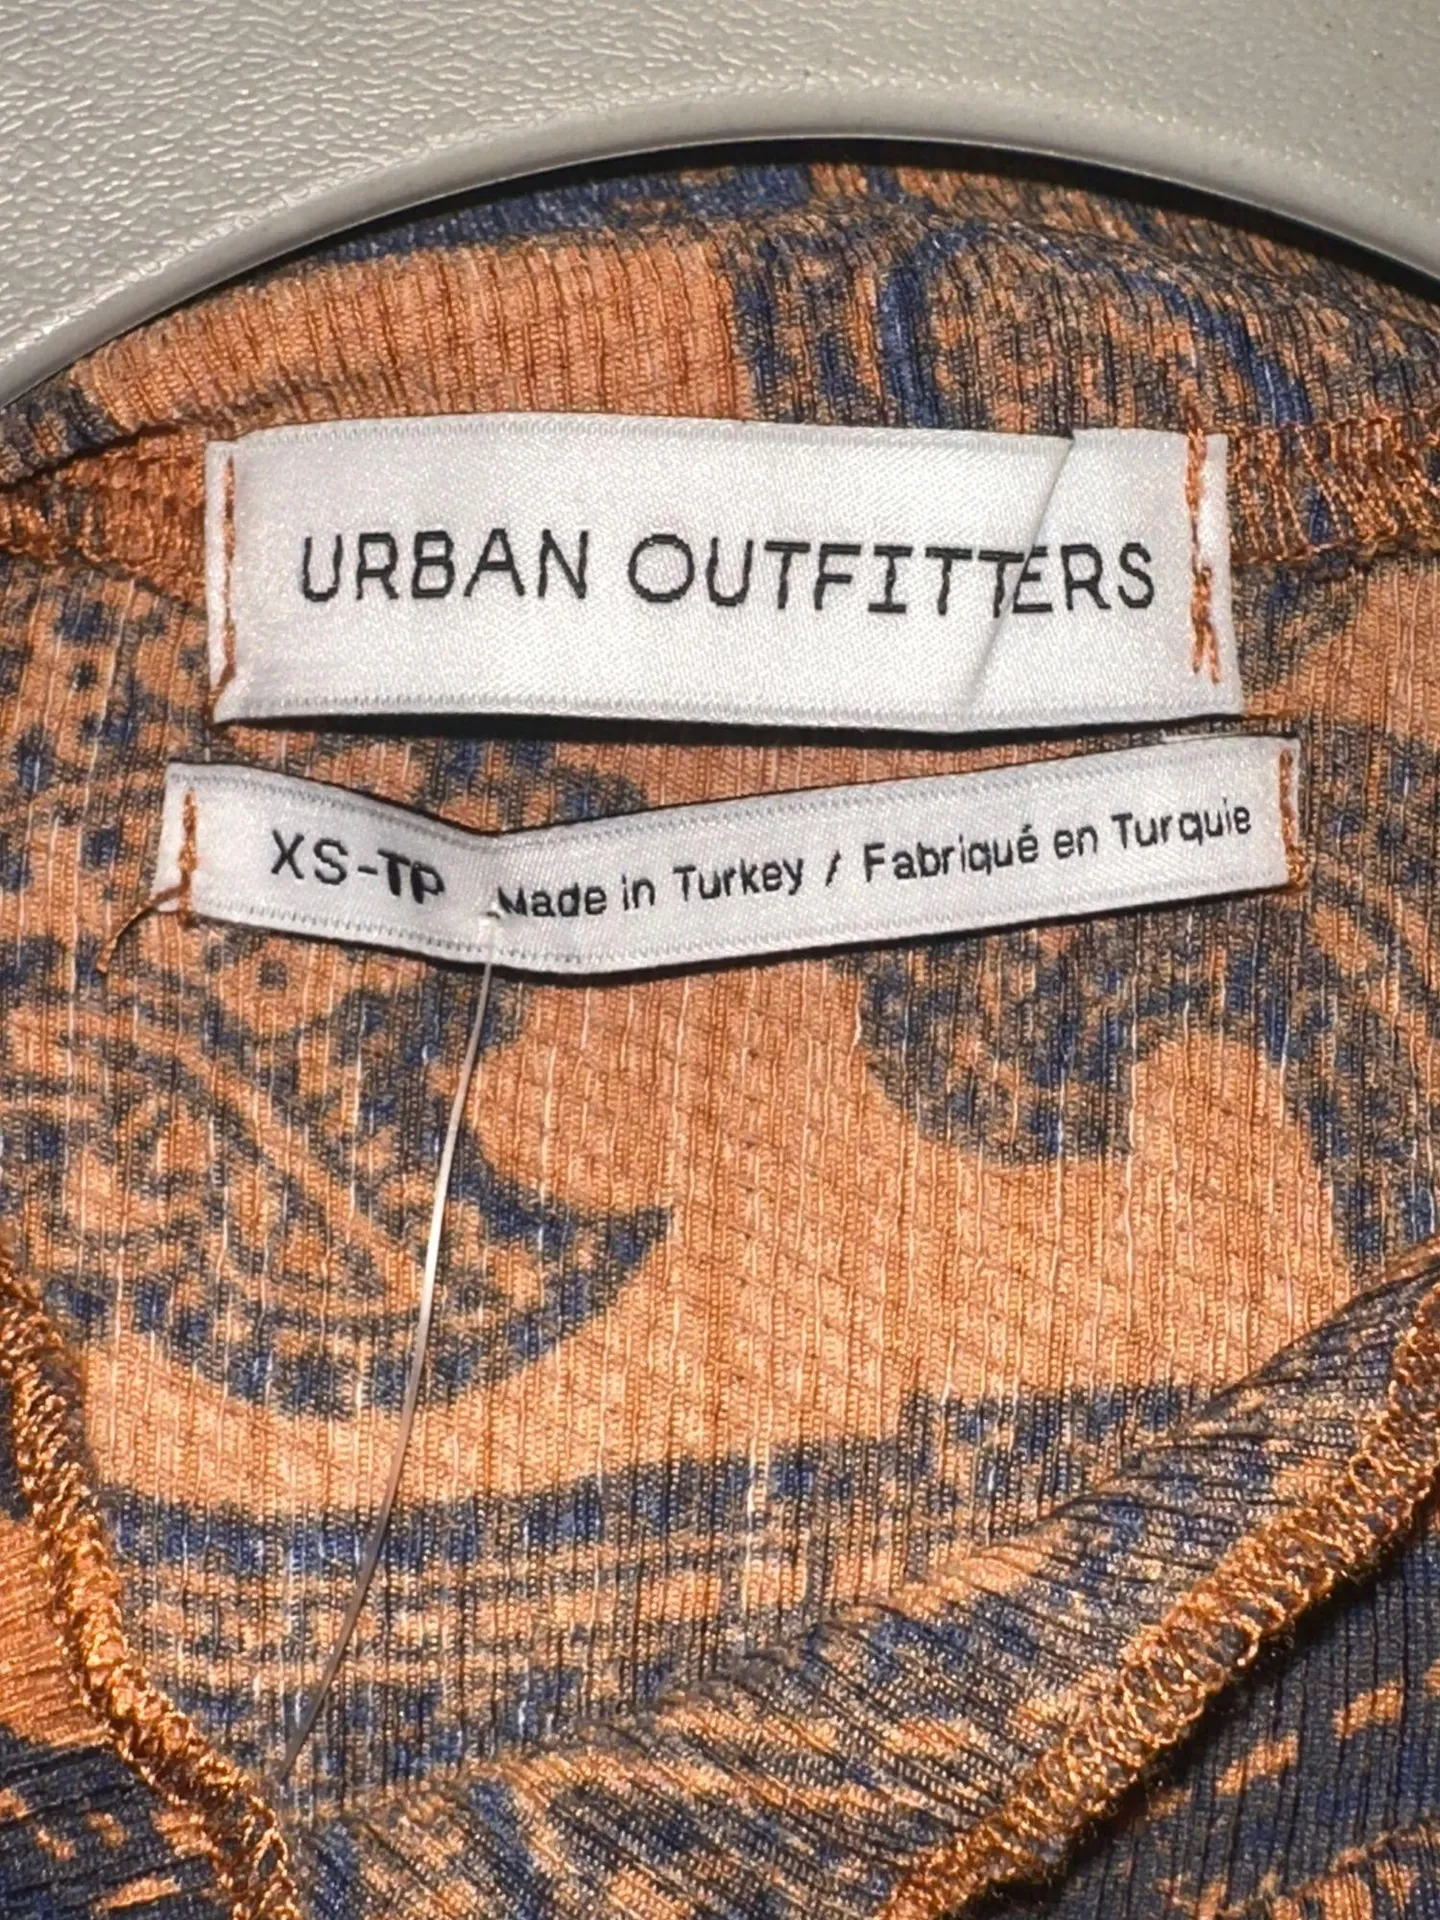 URBAN OUTFITTERS
XS-TP Made in Turkey / Fabriqué en Turquie